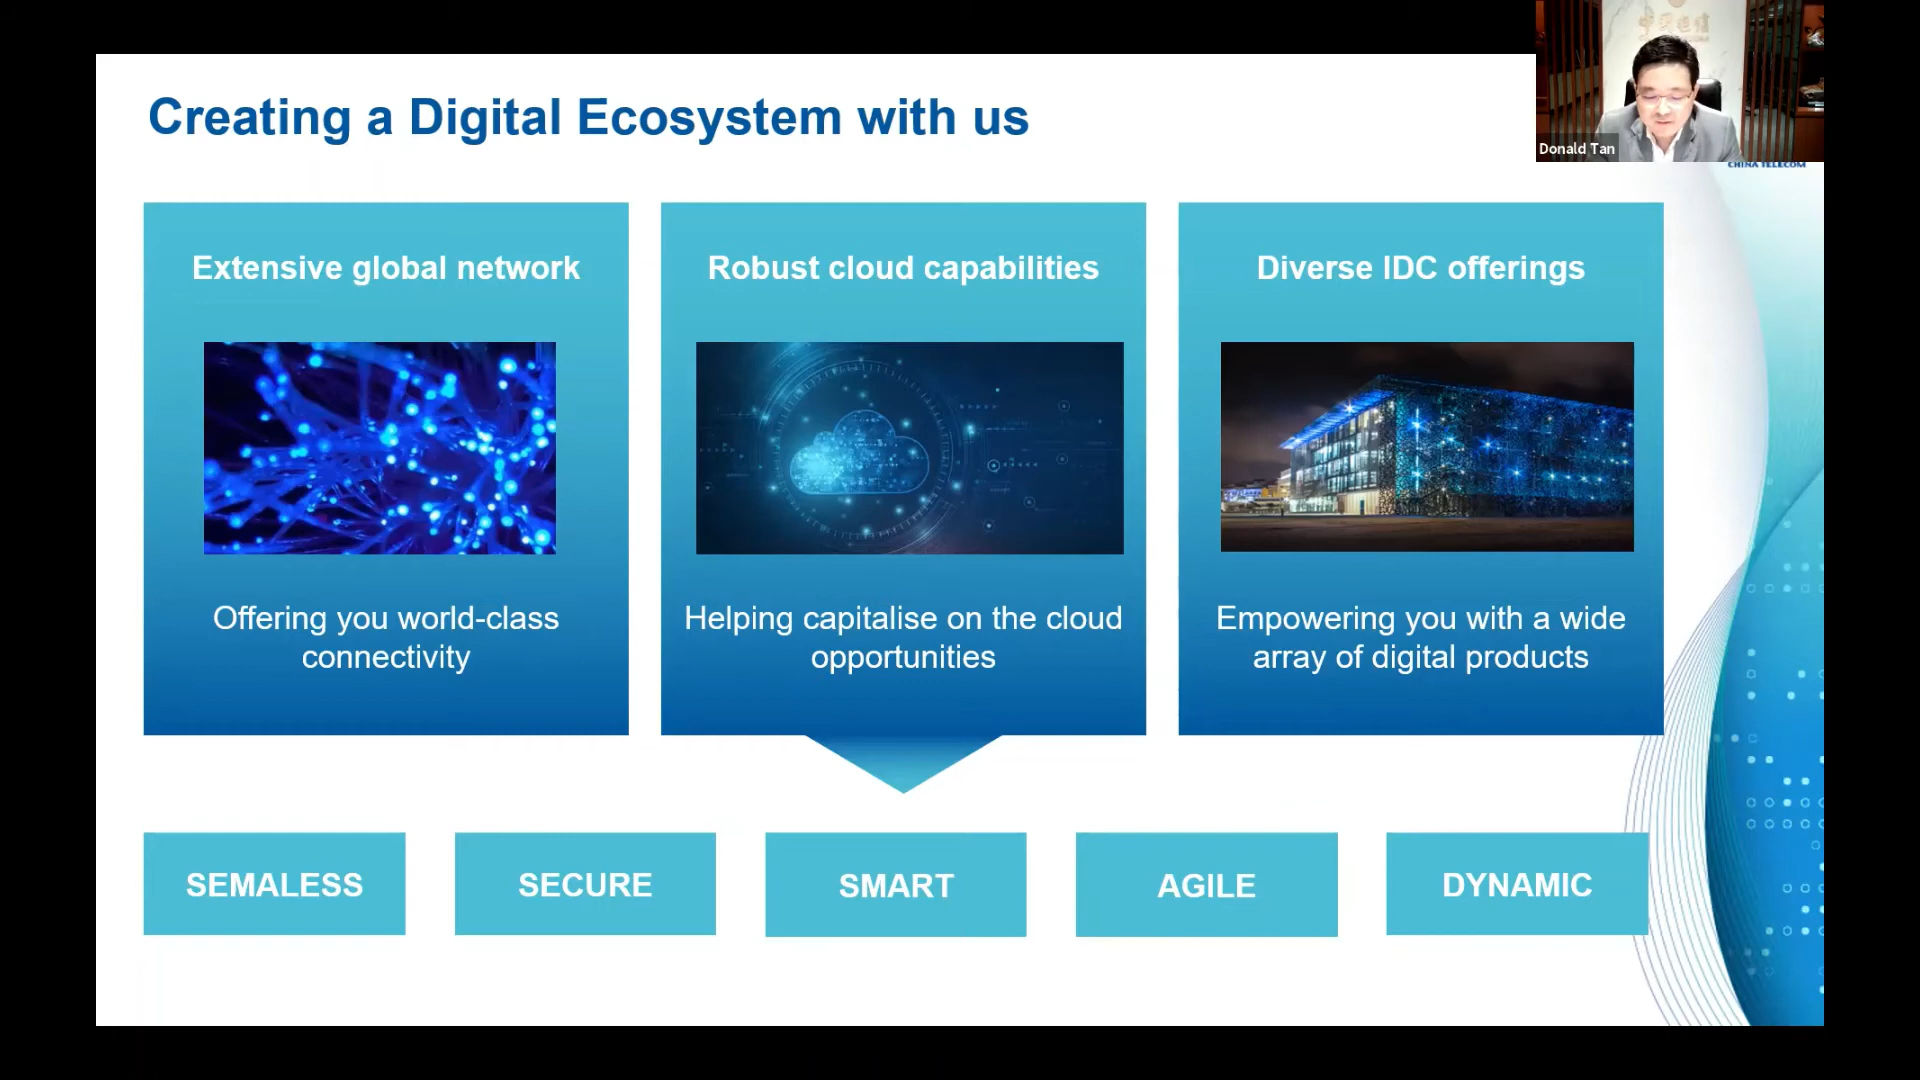 Creating a Digital Ecosystem with us
Donald Tan
CHINA TELECOM
Extensive global network
Offering you world-class
connectivity
Robust cloud capabilities
Helping capitalise on the cloud
opportunities
Diverse IDC offerings
Empowering you with a wide
array of digital products
SEMALESS
SECURE
SMART
AGILE
DYNAMIC